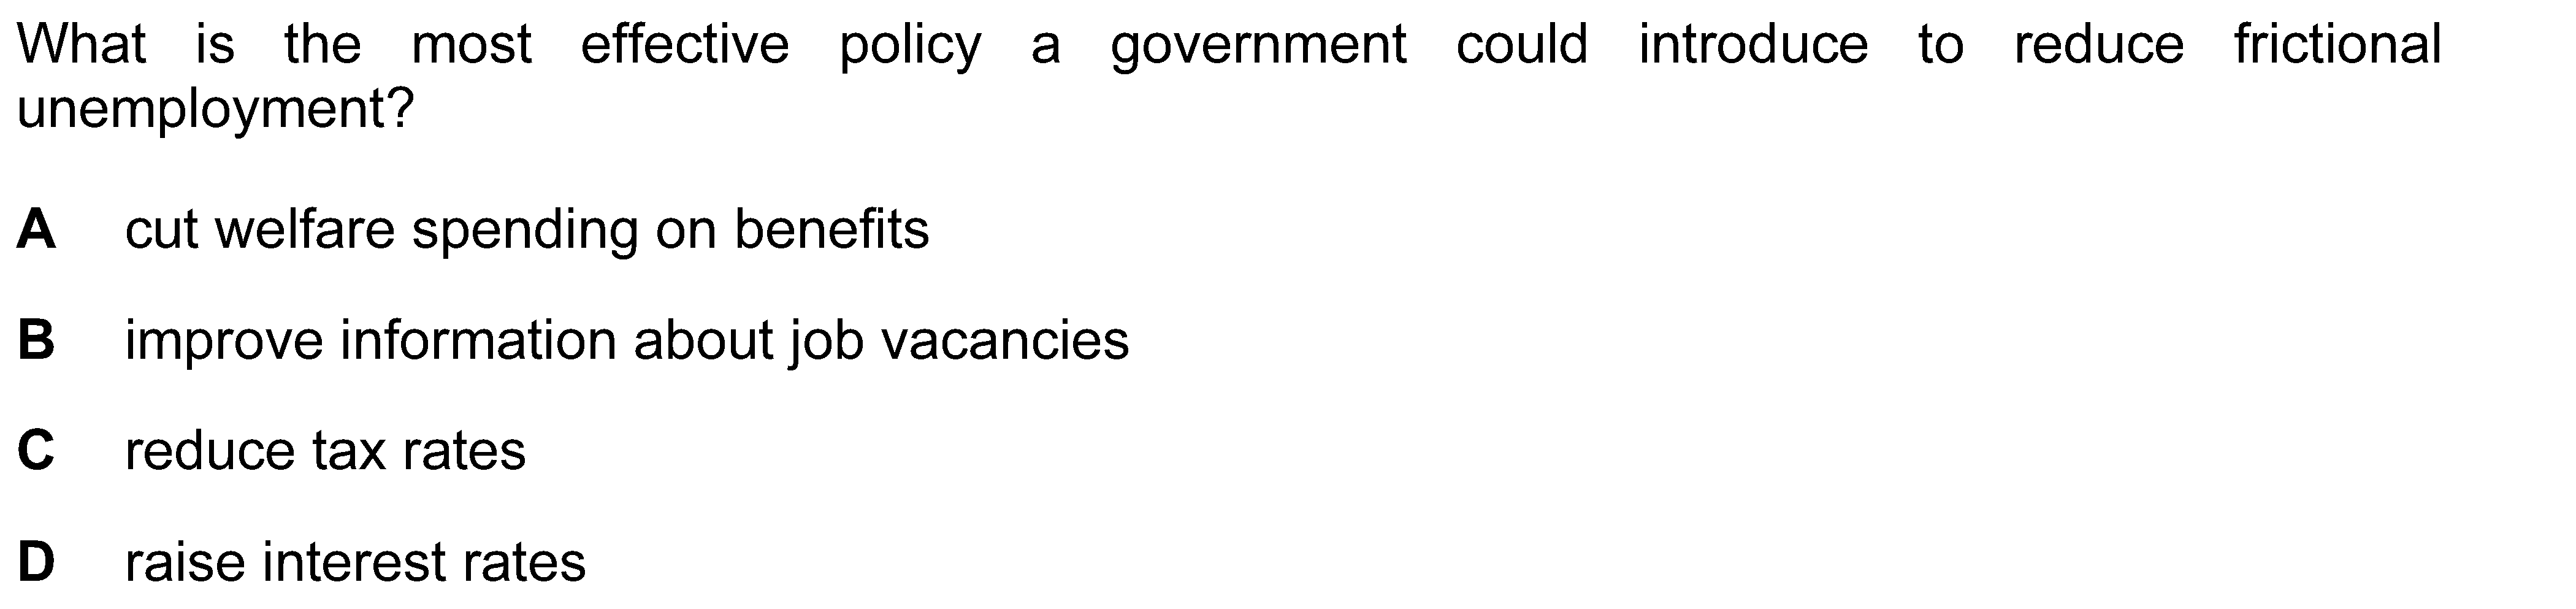 What is the most effective policy a government could introduce to reduce frictional
unemployment?
A cut welfare spending on benefits
B improve information about job vacancies
C reduce tax rates
D raise interest rates